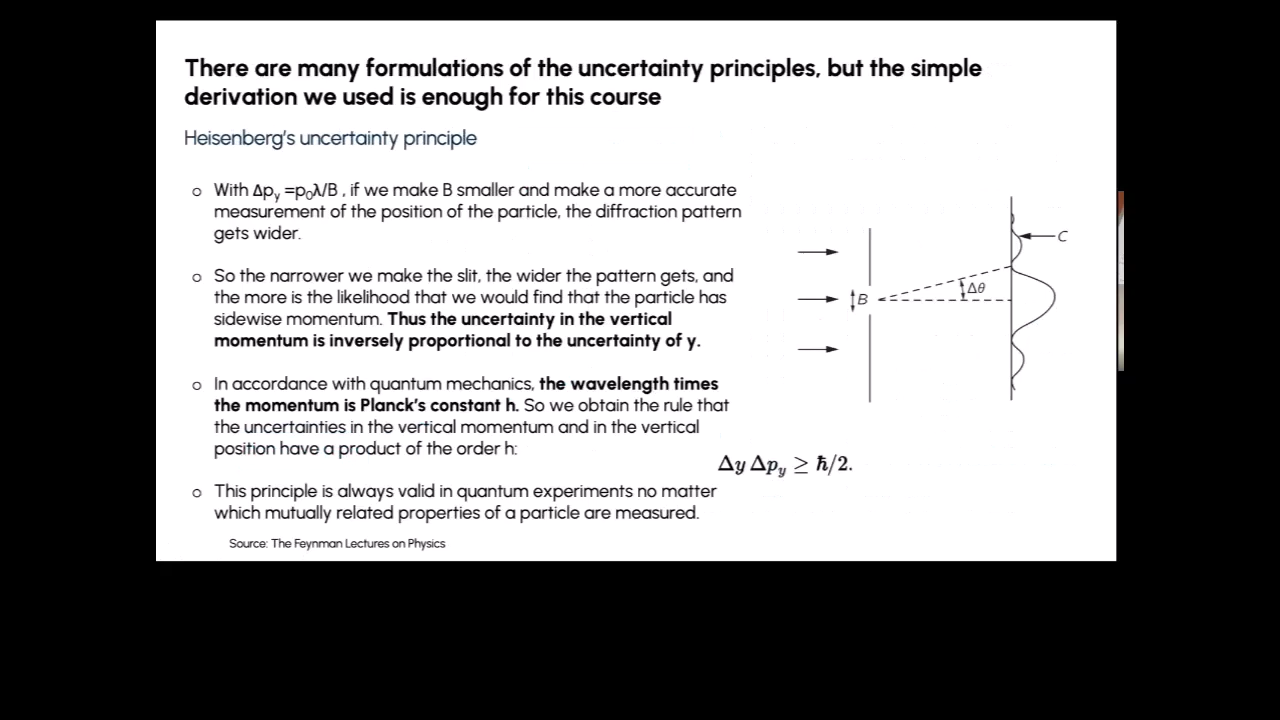 There are many formulations of the uncertainty principles, but the simple
derivation we used is enough for this course
Heisenberg's uncertainty principle
o With Δpy =p0λ/B , if we make B smaller and make a more accurate
measurement of the position of the particle, the diffraction pattern
gets wider.
o So the narrower we make the slit, the wider the pattern gets, and
the more is the likelihood that we would find that the particle has
sidewise momentum. Thus the uncertainty in the vertical
momentum is inversely proportional to the uncertainty of y.
o In accordance with quantum mechanics, the wavelength times
the momentum is Planck's constant h. So we obtain the rule that
the uncertainties in the vertical momentum and in the vertical
position have a product of the order h:
Δy Δpy ≥ ħ/2.
o This principle is always valid in quantum experiments no matter
which mutually related properties of a particle are measured.
Source: The Feynman Lectures on Physics
C
Δθ
B